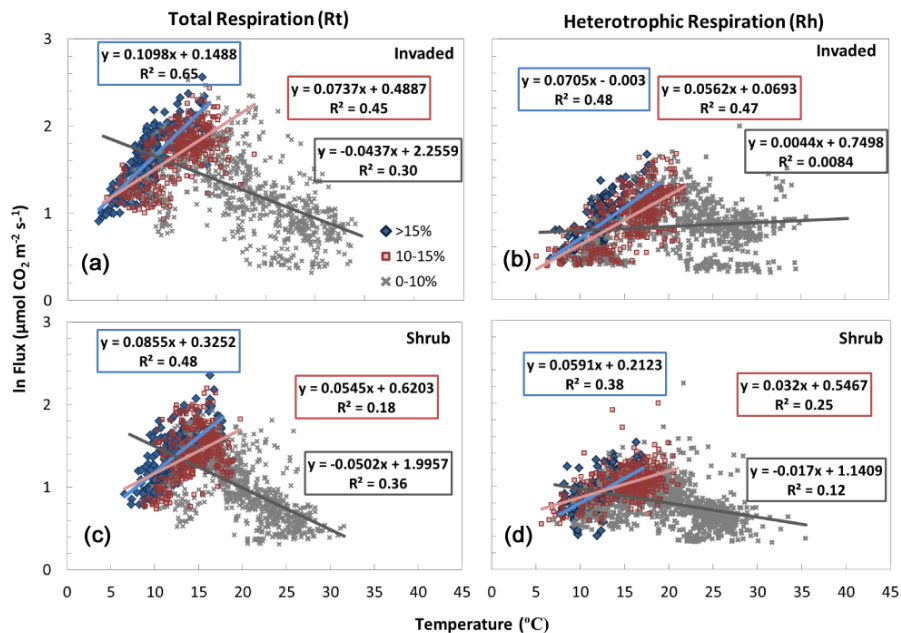 Total Respiration (Rt)
Heterotrophic Respiration (Rh)
ln Flux (µmol CO2 m-2 s-1)
3
2
1
0
y = 0.1098x + 0.1488
R² = 0.65
Invaded
y = 0.0737x + 0.4887
R² = 0.45
y = -0.0437x + 2.2559
R² = 0.30
>15%
10-15%
0-10%
(a)
Invaded
y = 0.0705x - 0.003
R² = 0.48
y = 0.0562x + 0.0693
R² = 0.47
y = 0.0044x + 0.7498
R² = 0.0084
(b)
3
2
1
0
y = 0.0855x + 0.3252
R² = 0.48
Shrub
y = 0.0545x + 0.6203
R² = 0.18
y = -0.0502x + 1.9957
R² = 0.36
(c)
Shrub
y = 0.0591x + 0.2123
R² = 0.38
y = 0.032x + 0.5467
R² = 0.25
y = -0.017x + 1.1409
R² = 0.12
(d)
0 5 10 15 20 25 30 35 40 45
0 5 10 15 20 25 30 35 40 45
Temperature (ºC)